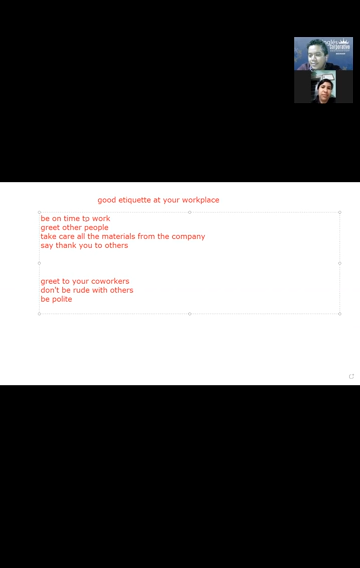 good etiquette at your workplace
be on time to work
greet other people
take care all the materials from the company
say thank you to others
greet to your coworkers
don't be rude with others
be polite